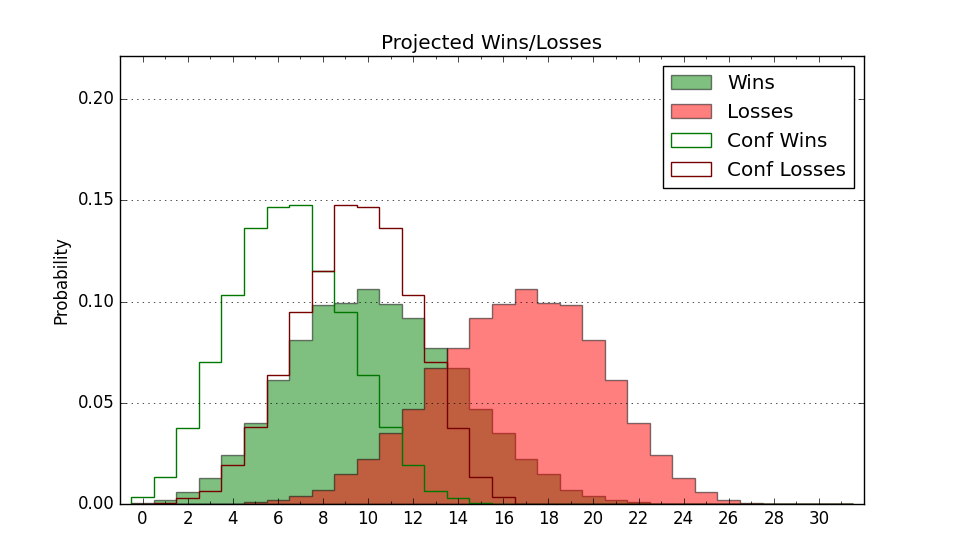 Projected Wins/Losses
Wins
Losses
Conf Wins
Conf Losses
Probability
0.20
0.15
0.10
0.05
0.00
0 2 4 6 8 10 12 14 16 18 20 22 24 26 28 30